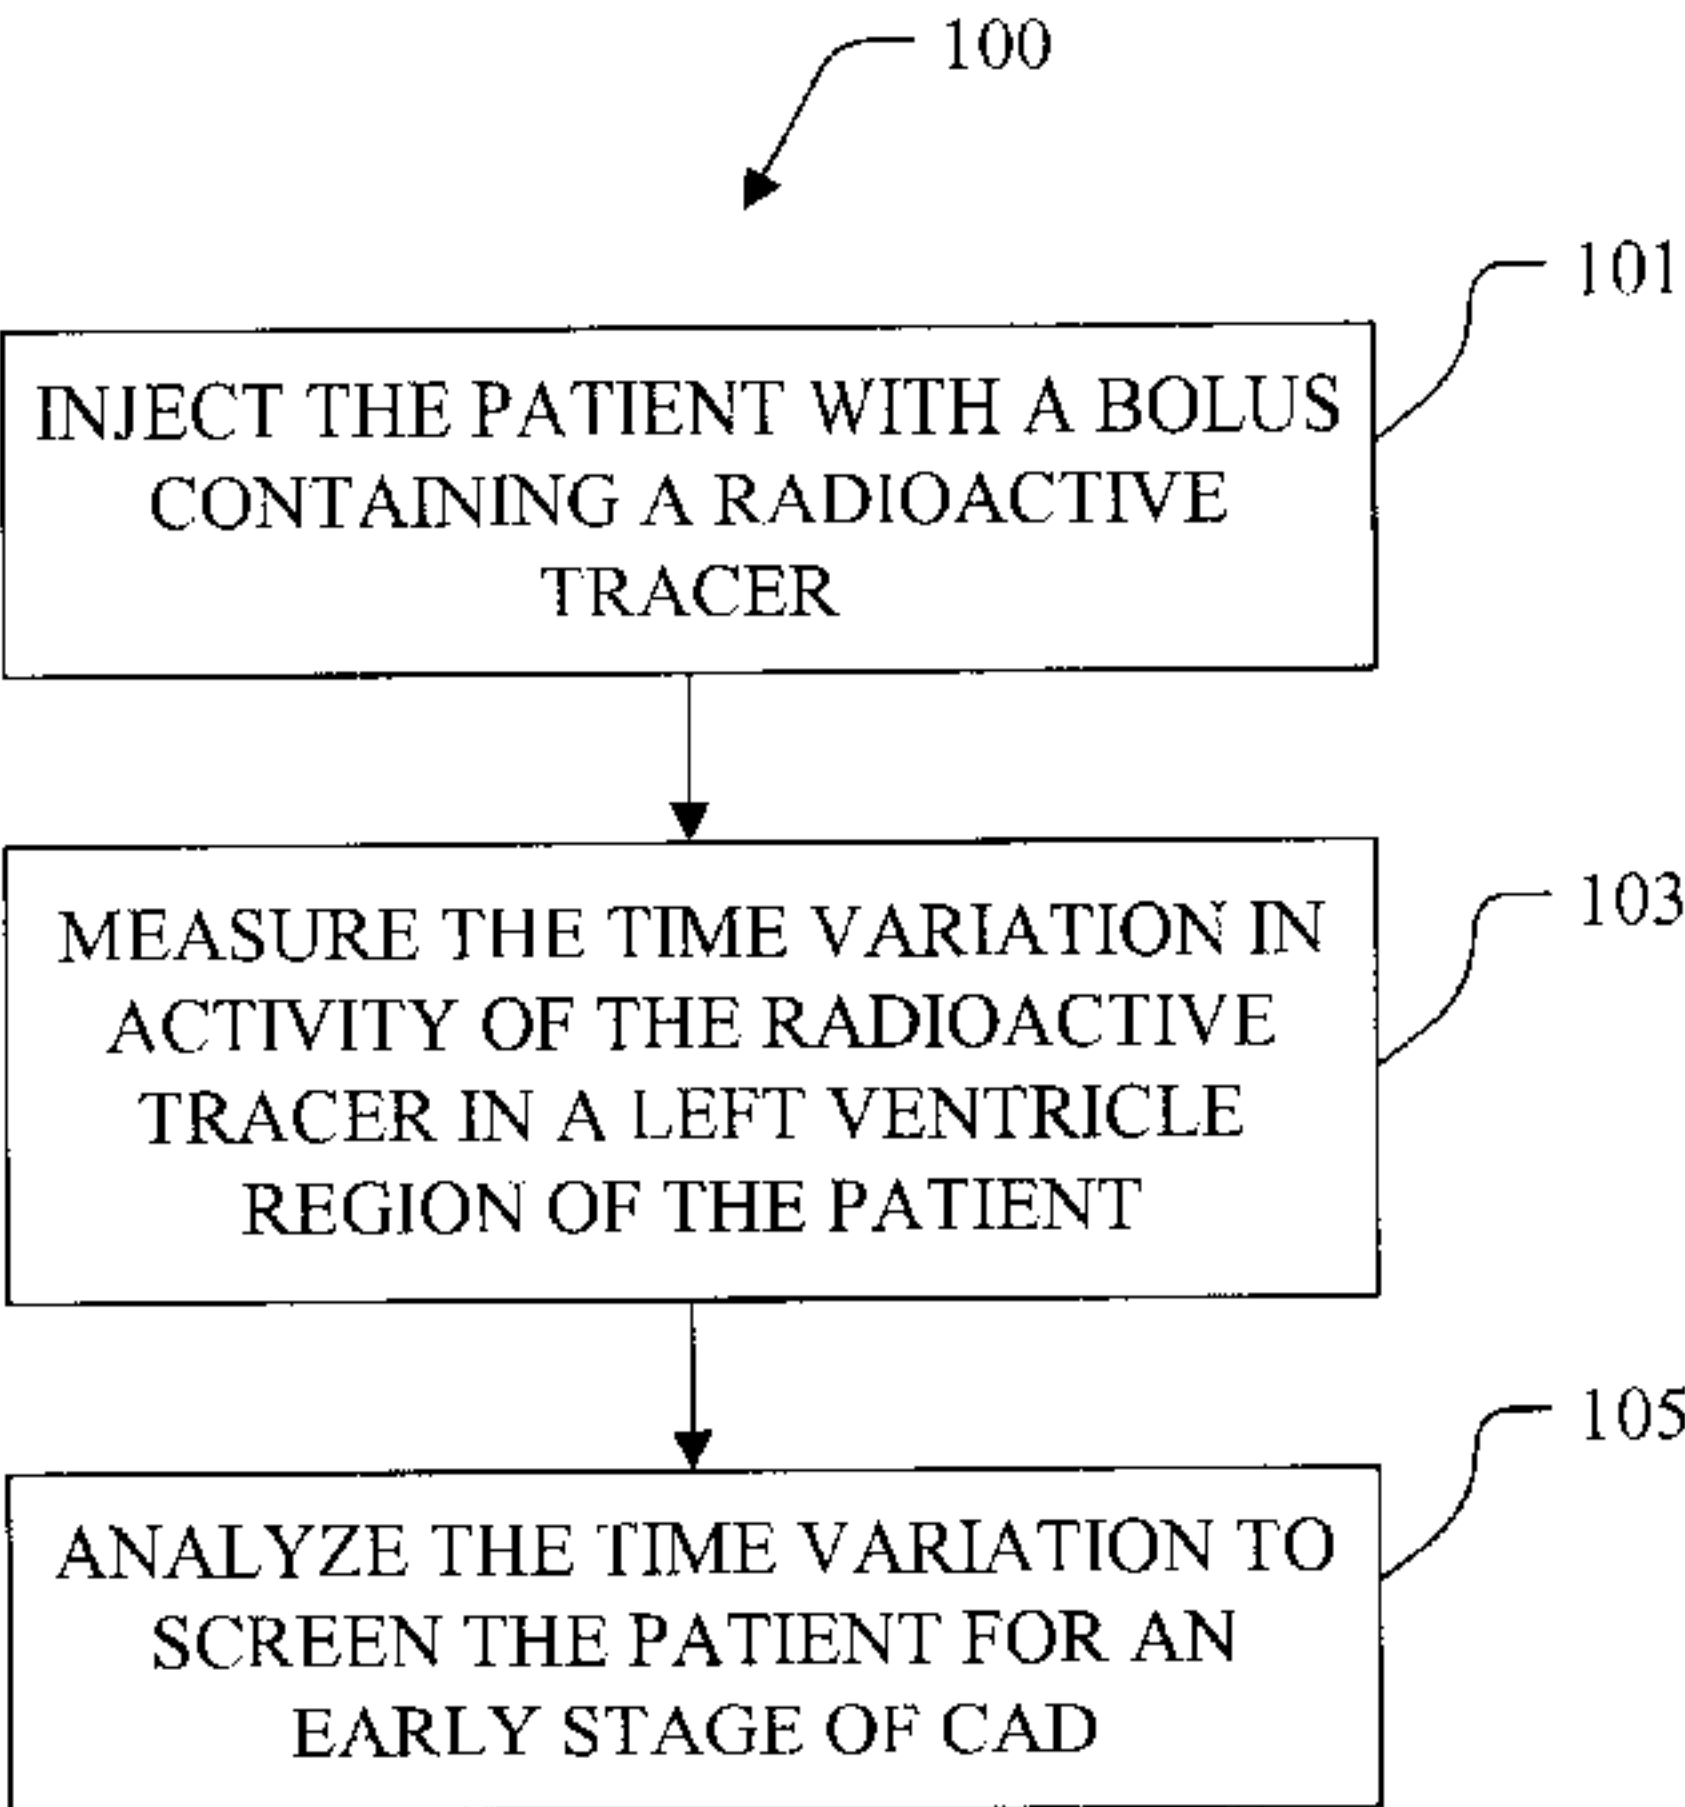 100
101
INJECT THE PATIENT WITH A BOLUS
CONTAINING A RADIOACTIVE
TRACER
103
MEASURE THE TIME VARIATION IN
ACTIVITY OF THE RADIOACTIVE
TRACER IN A LEFT VENTRICLE
REGION OF THE PATIENT
105
ANALYZE THE TIME VARIATION TO
SCREEN THE PATIENT FOR AN
EARLY STAGE OF CAD